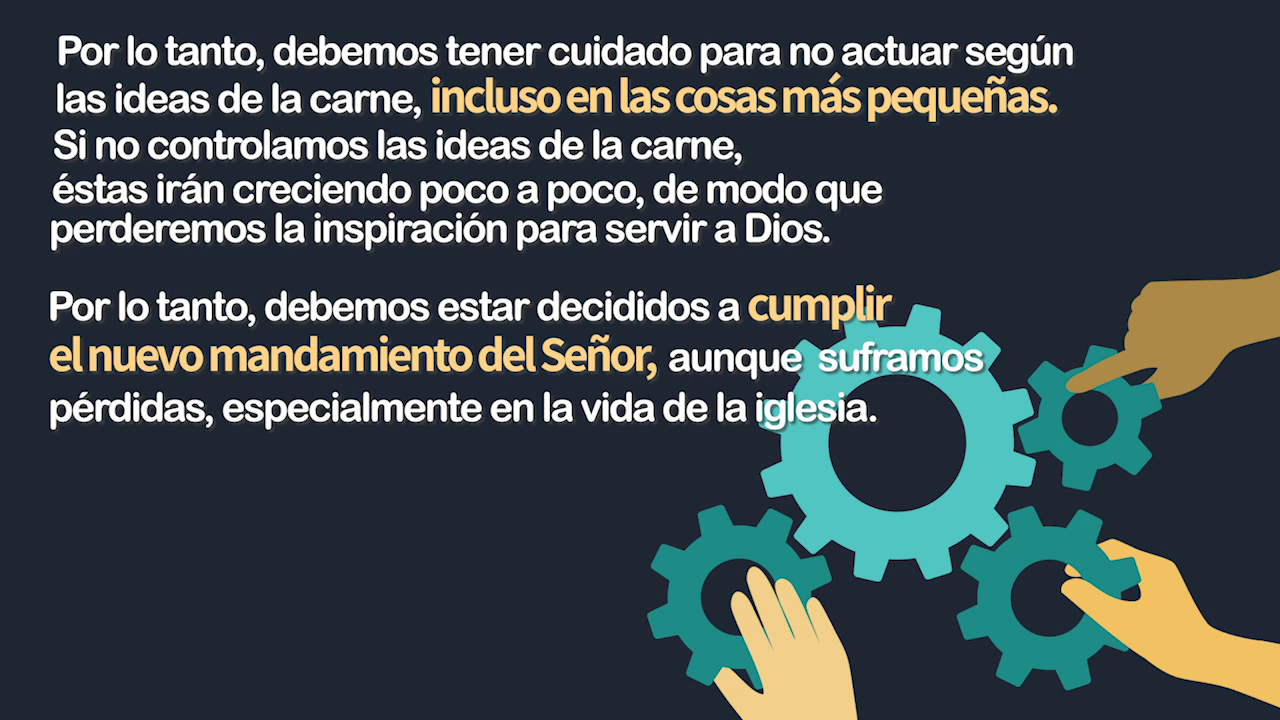 Por lo tanto, debemos tener cuidado para no actuar según
las ideas de la carne, incluso en las cosas más pequeñas.
Si no controlamos las ideas de la carne,
éstas irán creciendo poco a poco, de modo que
perderemos la inspiración para servir a Dios.
Por lo tanto, debemos estar decididos a cumplir
el nuevo mandamiento del Señor, aunque suframos
pérdidas, especialmente en la vida de la iglesia.